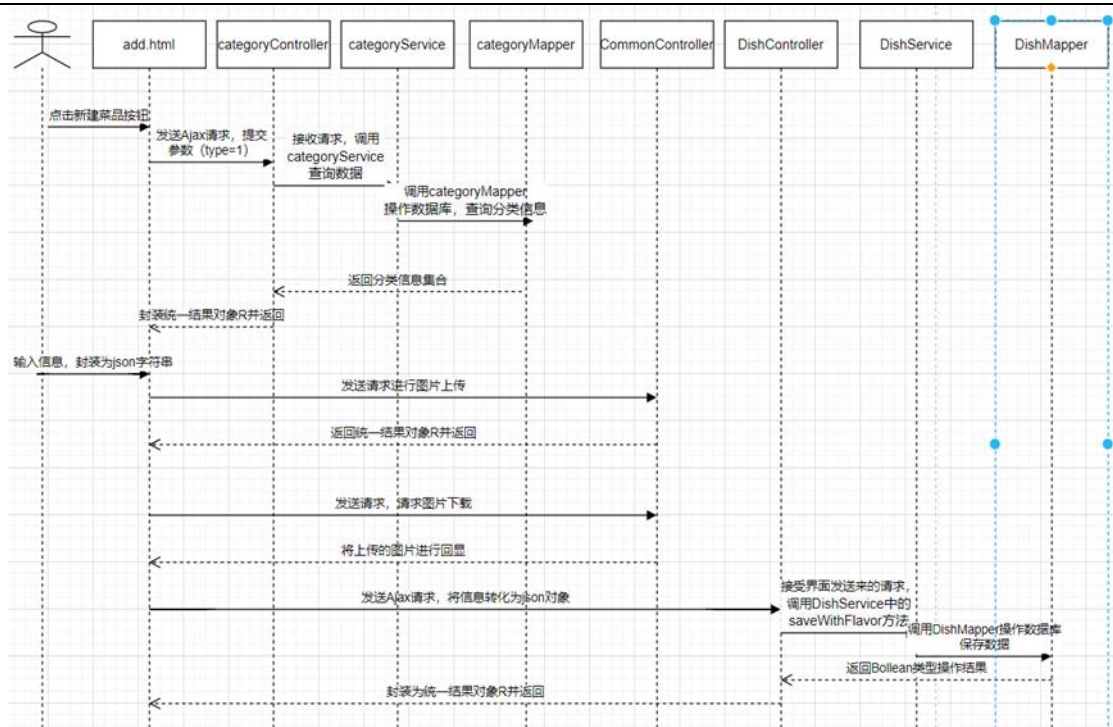 add.html
categoryController
categoryService
categoryMapper
CommonController
DishController
DishService
DishMapper
点击新建菜品按钮
发送Ajax请求，提交
参数（type=1）
接收请求，调用
categoryService
查询数据
调用categoryMapper
操作数据库，查询分类信息
返回分类信息集合
封装统一结果对象R并返回
输入信息，封装为json字符串
发送请求进行图片上传
返回统一结果对象R并返回
发送请求，请求图片下载
将上传的图片进行回显
发送Ajax请求，将信息转化为json对象
接受界面发送来的请求，
调用DishService中的
saveWithFlavor方法
调用DishMapper操作数据库
保存数据
返回Bollean类型操作结果
封装为统一结果对象R并返回